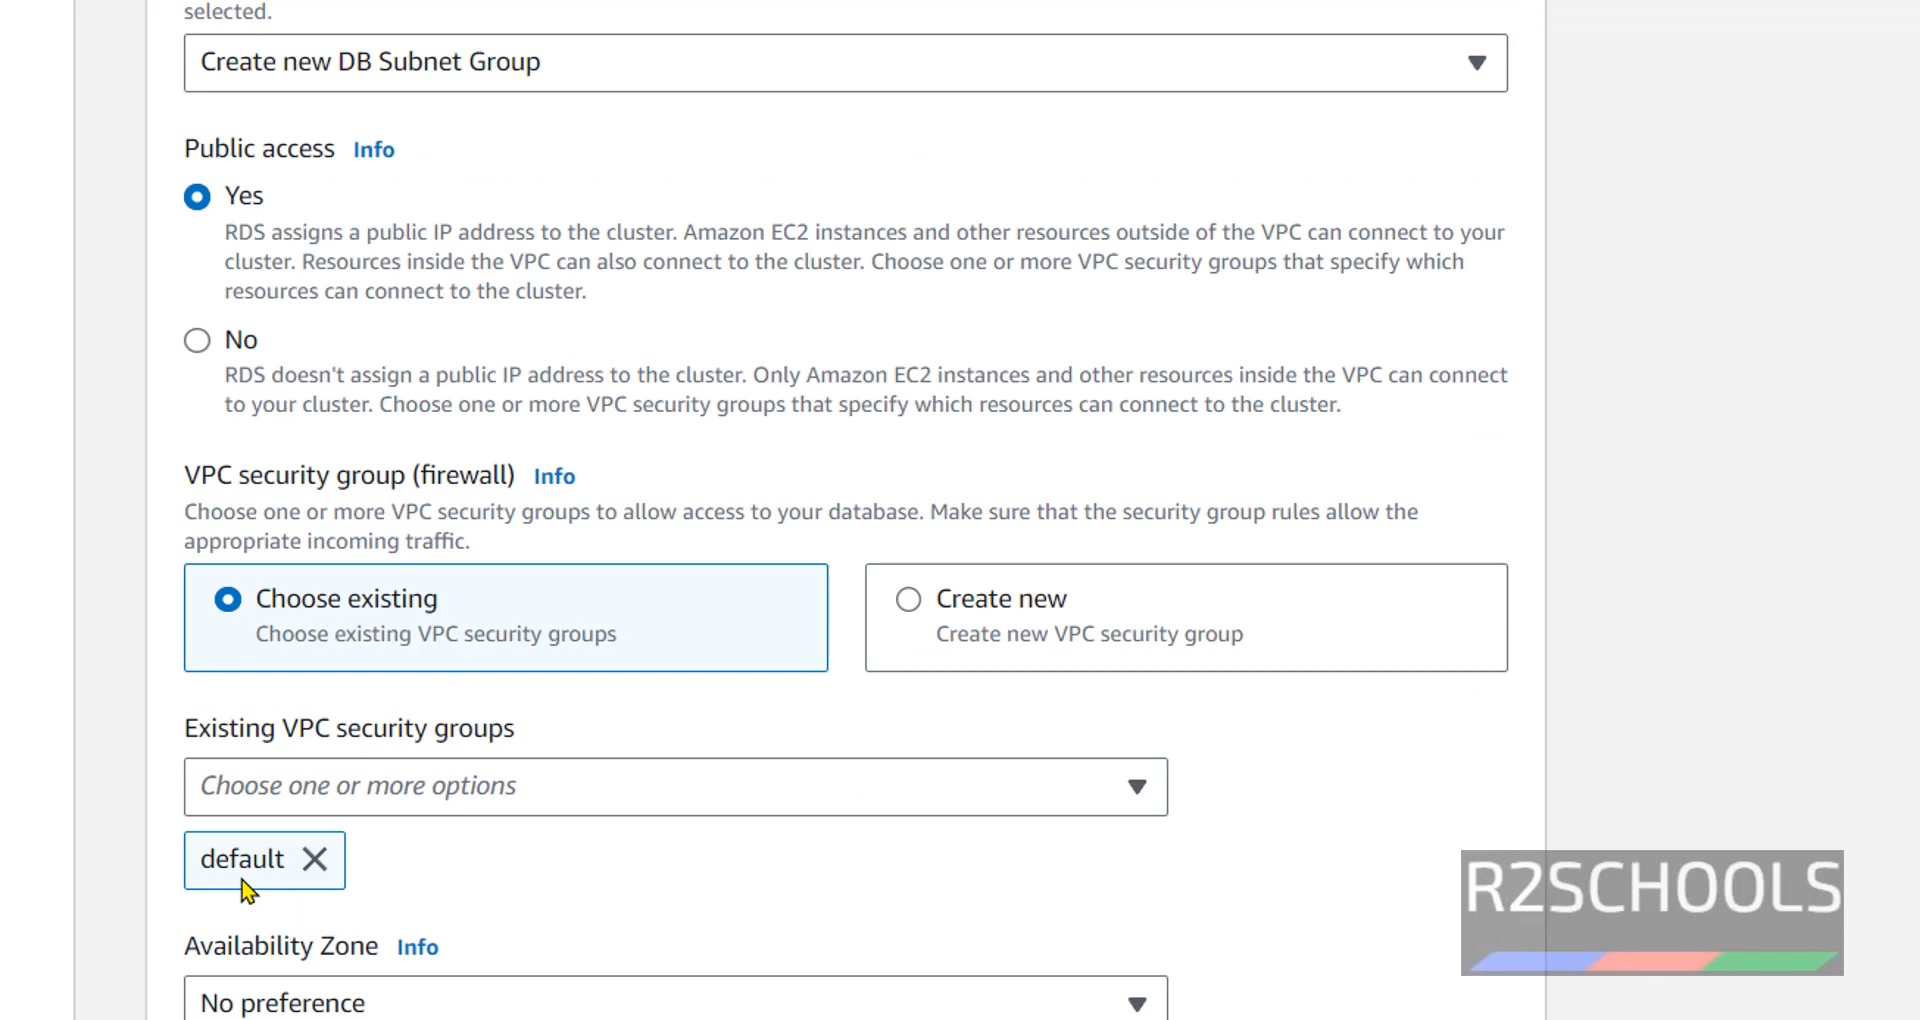 selected.
Create new DB Subnet Group
Public access Info
Yes
RDS assigns a public IP address to the cluster. Amazon EC2 instances and other resources outside of the VPC can connect to your
cluster. Resources inside the VPC can also connect to the cluster. Choose one or more VPC security groups that specify which
resources can connect to the cluster.
No
RDS doesn't assign a public IP address to the cluster. Only Amazon EC2 instances and other resources inside the VPC can connect
to your cluster. Choose one or more VPC security groups that specify which resources can connect to the cluster.
VPC security group (firewall) Info
Choose one or more VPC security groups to allow access to your database. Make sure that the security group rules allow the
appropriate incoming traffic.
Choose existing
Choose existing VPC security groups
Create new
Create new VPC security group
Existing VPC security groups
Choose one or more options
default
R2SCHOOLS
Availability Zone Info
No preference